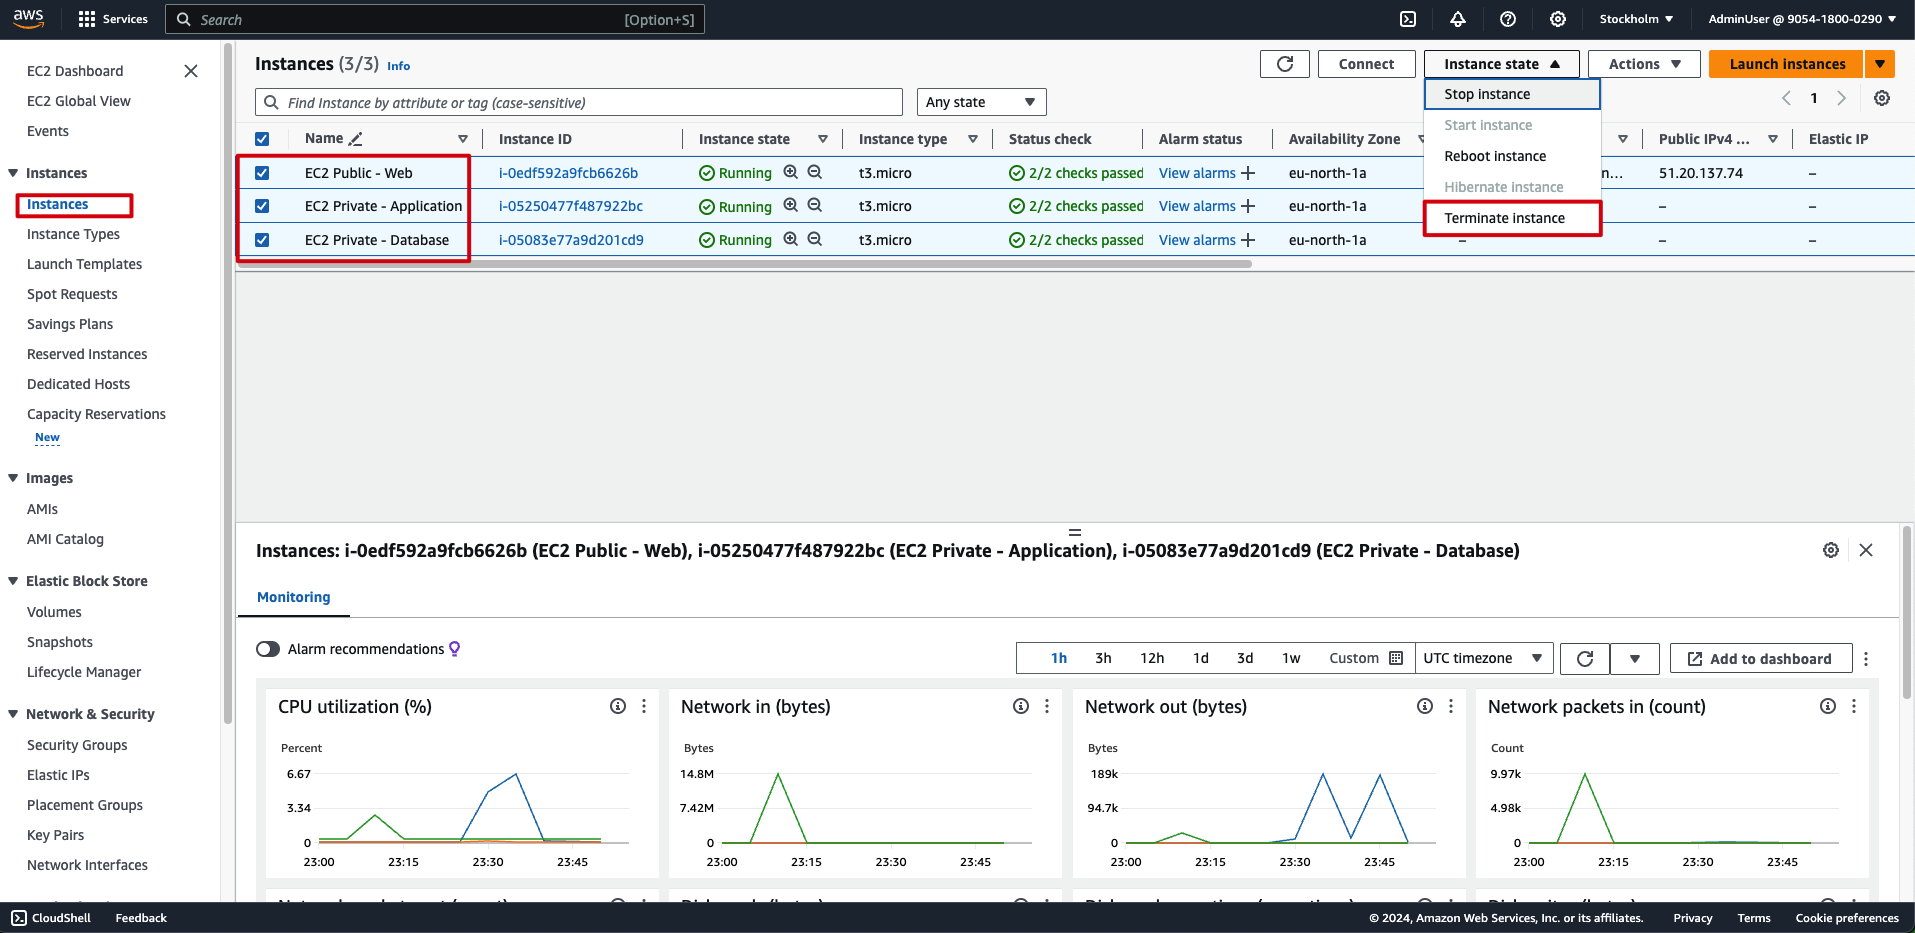 aws
Services
Search
[Option+S]
Stockholm ▼
AdminUser @ 9054-1800-0290 ▼
EC2 Dashboard
EC2 Global View
Events
Instances
Instances
Instance Types
Launch Templates
Spot Requests
Savings Plans
Reserved Instances
Dedicated Hosts
Capacity Reservations
New
Images
AMIs
AMI Catalog
Elastic Block Store
Volumes
Snapshots
Lifecycle Manager
Network & Security
Security Groups
Elastic IPs
Placement Groups
Key Pairs
Network Interfaces
Instances (3/3) Info
Connect
Instance state ▲
Actions ▼
Launch instances
Find Instance by attribute or tag (case-sensitive)
Any state
1
Stop instance
Start instance
Reboot instance
Hibernate instance
Terminate instance
Name Instance ID Instance state Instance type Status check Alarm status Availability Zone Public IPv4 ... Elastic IP
EC2 Public - Web i-0edf592a9fcb6626b Running t3.micro 2/2 checks passed View alarms + eu-north-1a n... 51.20.137.74 –
EC2 Private - Application i-05250477f487922bc Running t3.micro 2/2 checks passed View alarms + eu-north-1a – –
EC2 Private - Database i-05083e77a9d201cd9 Running t3.micro 2/2 checks passed View alarms + eu-north-1a – – –
Instances: i-0edf592a9fcb6626b (EC2 Public - Web), i-05250477f487922bc (EC2 Private - Application), i-05083e77a9d201cd9 (EC2 Private - Database)
Monitoring
Alarm recommendations
1h 3h 12h 1d 3d 1w Custom
UTC timezone
Add to dashboard
CPU utilization (%)
Percent
6.67
3.34
0
23:00 23:15 23:30 23:45
Network in (bytes)
Bytes
14.8M
7.42M
0
23:00 23:15 23:30 23:45
Network out (bytes)
Bytes
189k
94.7k
0
23:00 23:15 23:30 23:45
Network packets in (count)
Count
9.97k
4.98k
0
23:00 23:15 23:30 23:45
CloudShell
Feedback
© 2024, Amazon Web Services, Inc. or its affiliates.
Privacy
Terms
Cookie preferences